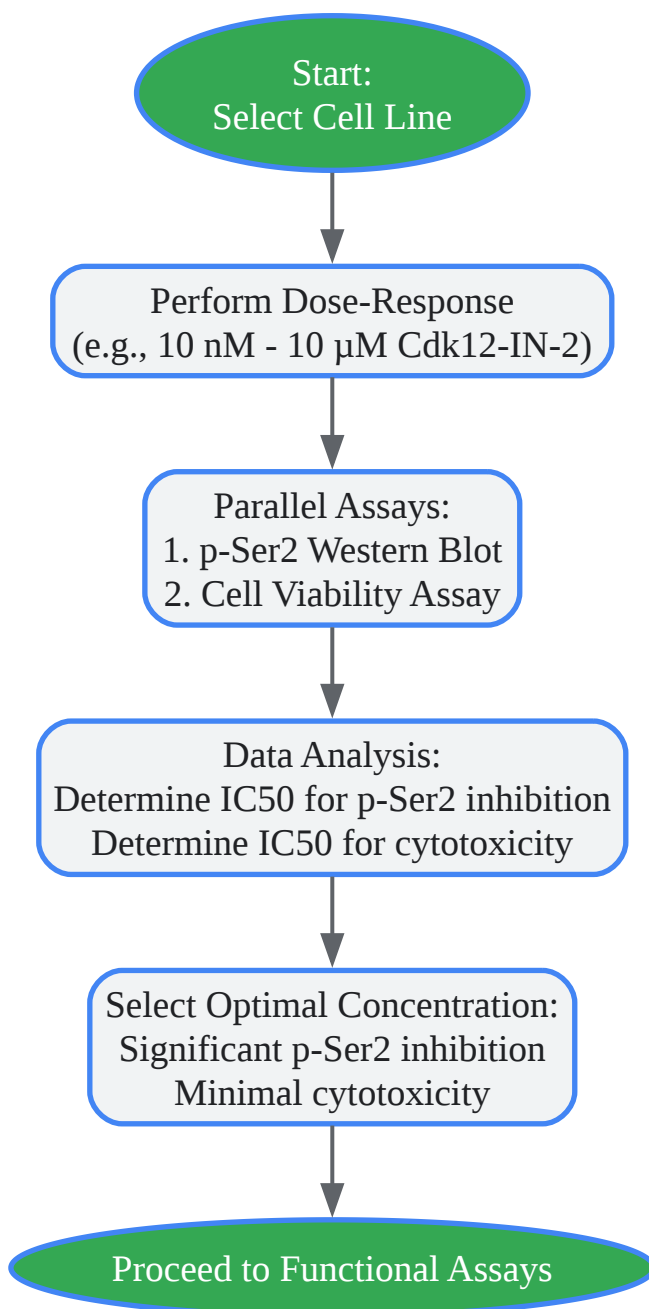 Start:
Select Cell Line
Perform Dose-Response
(e.g., 10 nM - 10 µM Cdk12-IN-2)
Parallel Assays:
1. p-Ser2 Western Blot
2. Cell Viability Assay
Data Analysis:
Determine IC50 for p-Ser2 inhibition
Determine IC50 for cytotoxicity
Select Optimal Concentration:
Significant p-Ser2 inhibition
Minimal cytotoxicity
Proceed to Functional Assays